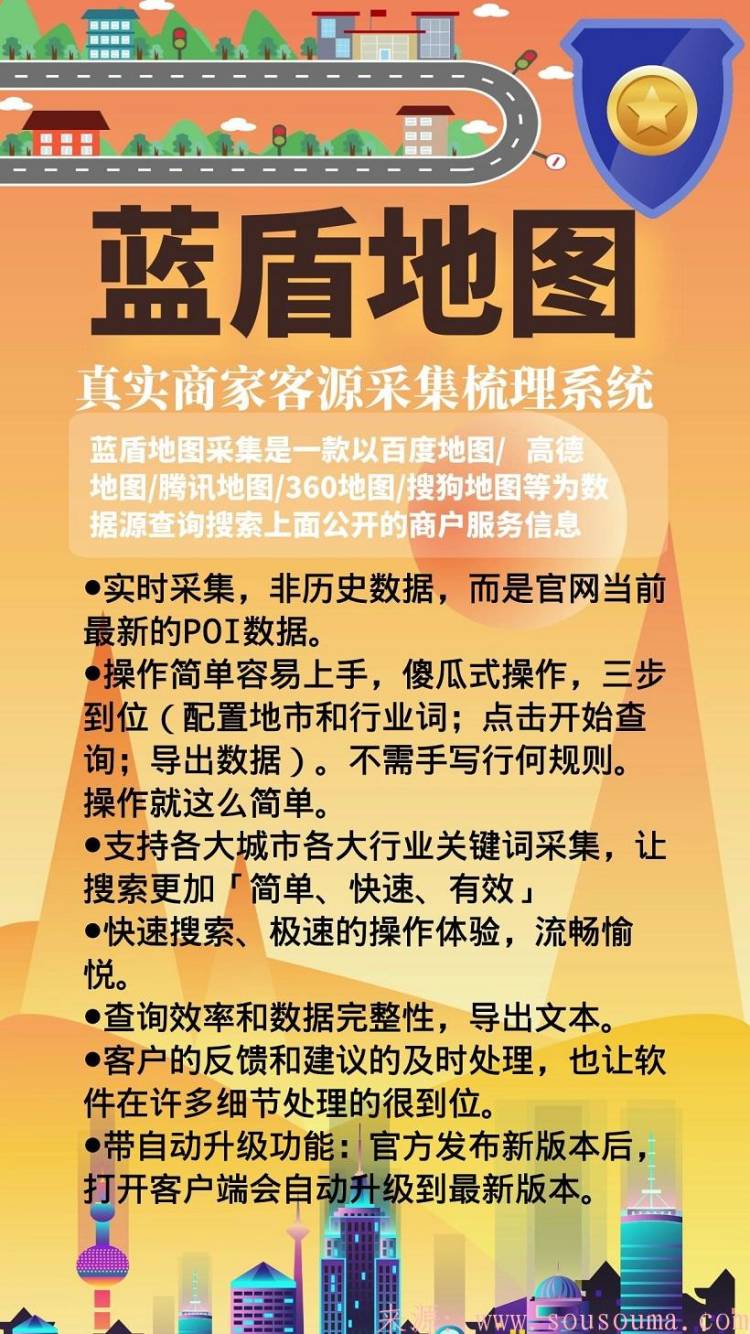 蓝盾地图
真实商家客源采集梳理系统
蓝盾地图采集是一款以百度地图/ 高德
地图/腾讯地图/360地图/搜狗地图等为数
据源查询搜索上面公开的商户服务信息
●实时采集，非历史数据，而是官网当前
最新的POI数据。
●操作简单容易上手，傻瓜式操作，三步
到位（配置地市和行业词；点击开始查
询；导出数据）。不需手写行何规则。
操作就这么简单。
●支持各大城市各大行业关键词采集，让
搜索更加「简单、快速、有效」
●快速搜索、极速的操作体验，流畅愉
悦。
●查询效率和数据完整性，导出文本。
●客户的反馈和建议的及时处理，也让软
件在许多细节处理的很到位。
●带自动升级功能：官方发布新版本后，
打开客户端会自动升级到最新版本。
来源：www.sousouma.com